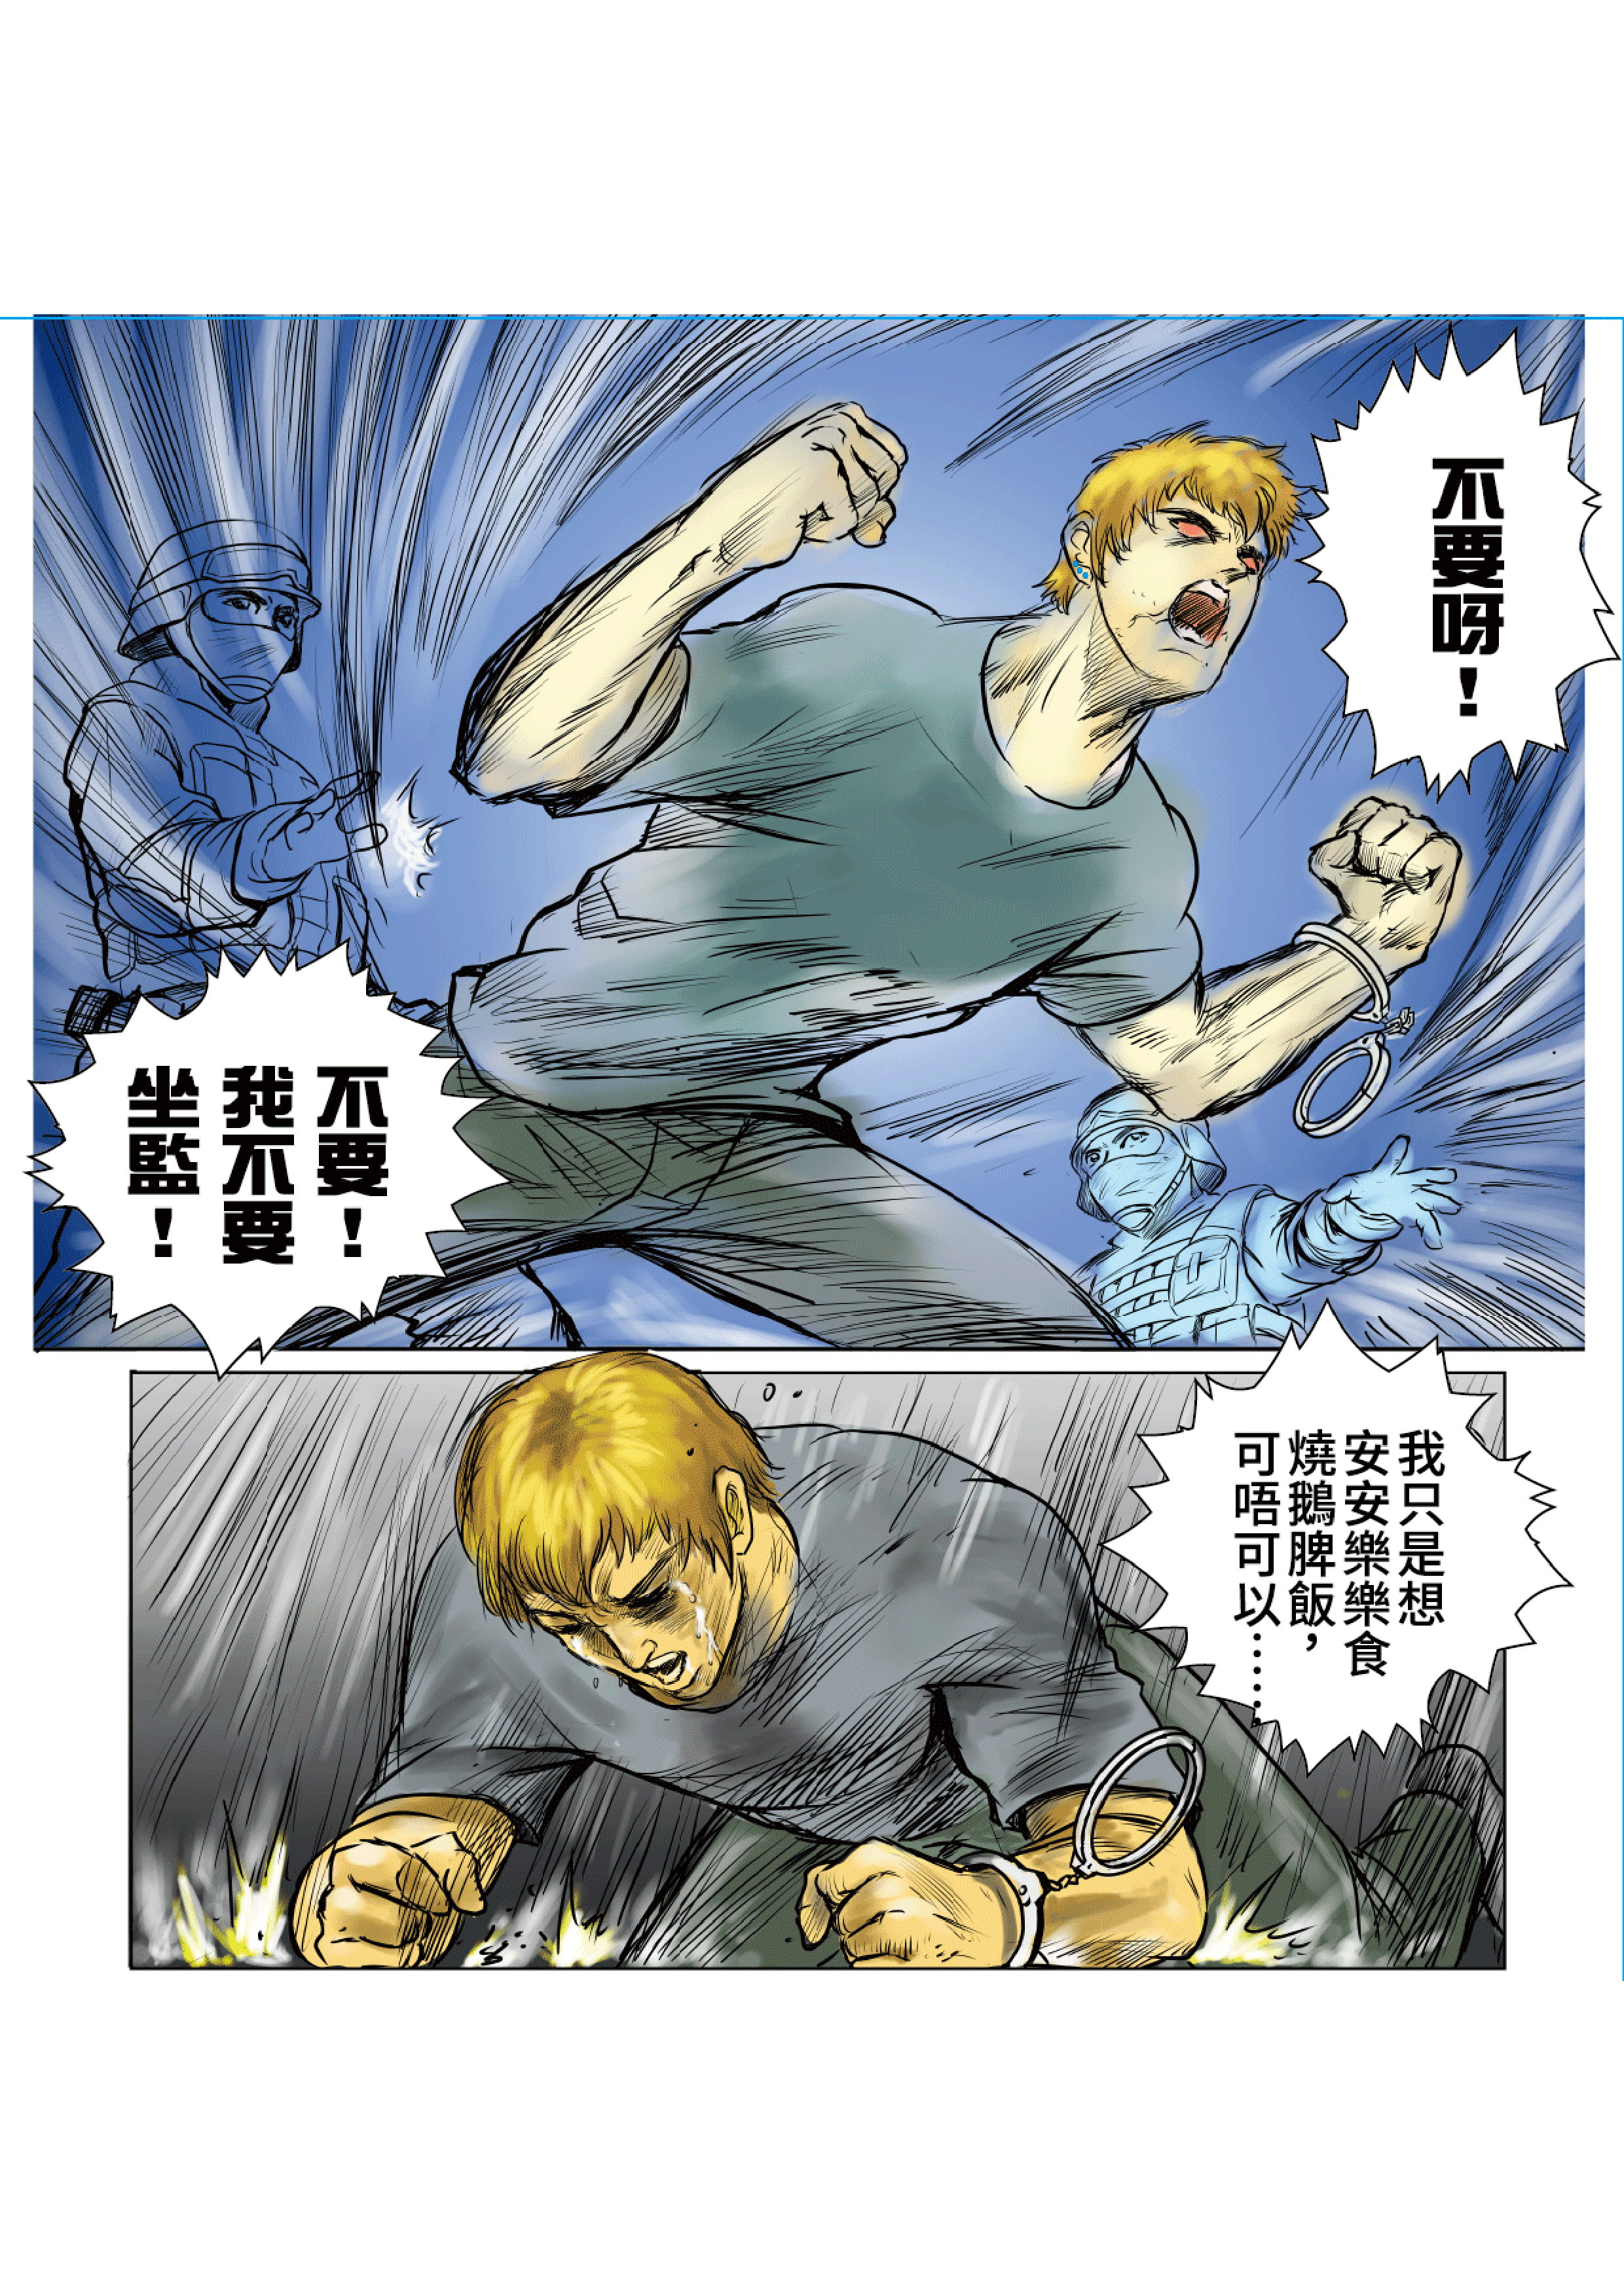 不要呀！
不要！
我不要
坐監！
我只是想
安安樂樂食
燒鵝脾飯，
可唔可以……